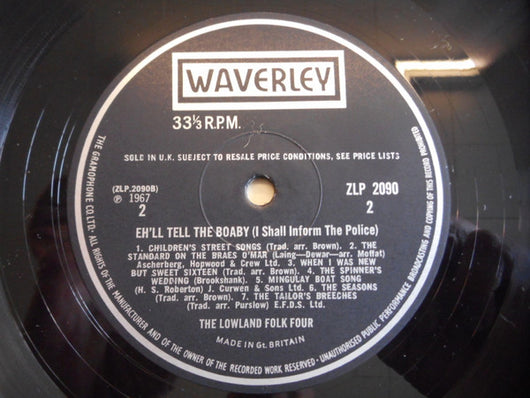 WAVERLEY
33⅓ R.P.M.
SOLD IN U.K. SUBJECT TO RESALE PRICE CONDITIONS, SEE PRICE LISTS
(ZLP.2090B)
℗ 1967
2
ZLP 2090
2
EH'LL TELL THE BOABY (I Shall Inform The Police)
1. CHILDREN'S STREET SONGS (Trad. arr. Brown). 2. THE
STANDARD ON THE BRAES O'MAR (Laing—Dewar—arr. Moffat)
Ascherberg, Hopwood & Crew Ltd. 3. WHEN I WAS NEW
BUT SWEET SIXTEEN (Trad. arr. Brown). 4. THE SPINNER'S
WEDDING (Brookshank). 5. MINGULAY BOAT SONG
(H. S. Roberton) J. Curwen & Sons Ltd. 6. THE SEASONS
(Trad. arr. Brown). 7. THE TAILOR'S BREECHES
(Trad. arr. Purslow) E.F.D.S. Ltd.
THE LOWLAND FOLK FOUR
MADE IN Gt. BRITAIN
THE GRAMOPHONE CO. LTD.- ALL RIGHTS OF THE MANUFACTURER AND OF THE OWNER OF THE RECORDED WORK RESERVED. UNAUTHORISED PUBLIC PERFORMANCE BROADCASTING AND COPYING OF THIS RECORD PROHIBITED